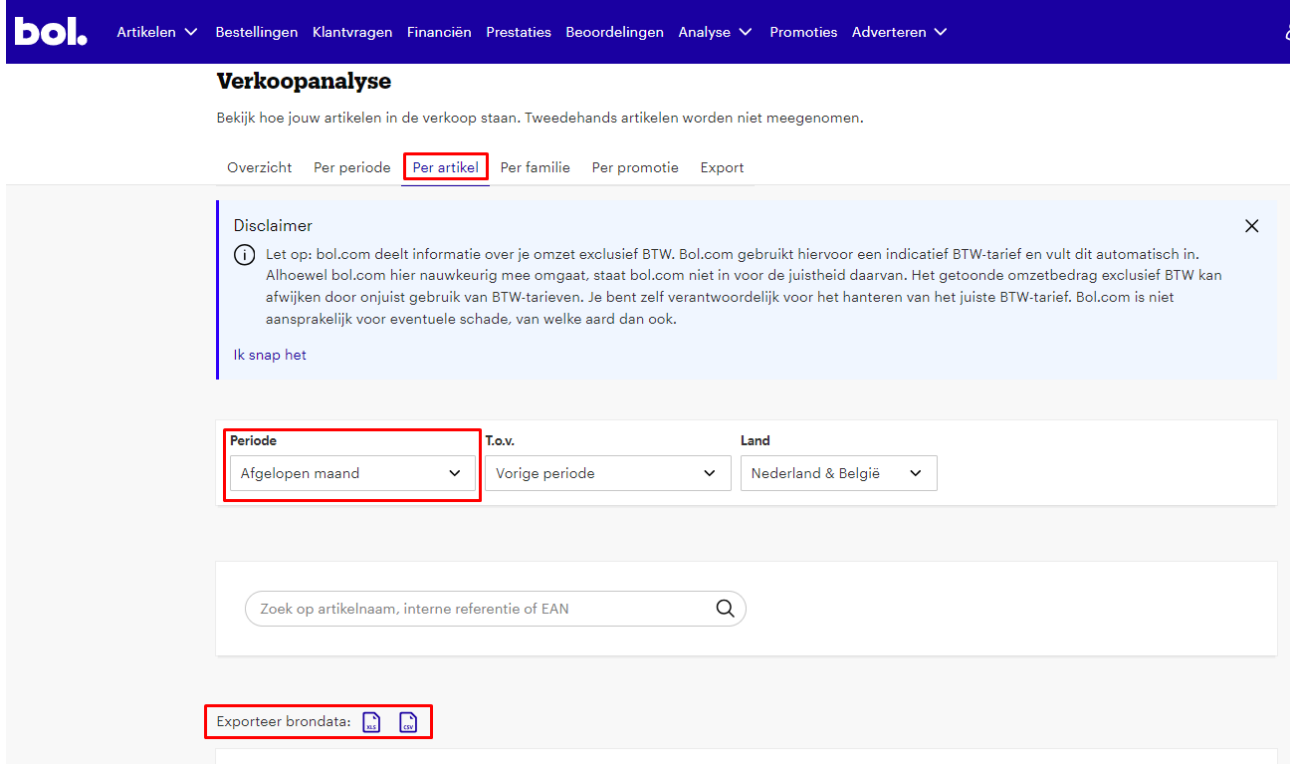 bol. Artikelen Bestellingen Klantvragen Financiën Prestaties Beoordelingen Analyse Promoties Adverteren
Verkoopanalyse
Bekijk hoe jouw artikelen in de verkoop staan. Tweedehands artikelen worden niet meegenomen.
Overzicht Per periode Per artikel Per familie Per promotie Export
Disclaimer
Let op: bol.com deelt informatie over je omzet exclusief BTW. Bol.com gebruikt hiervoor een indicatief BTW-tarief en vult dit automatisch in.
Alhoewel bol.com hier nauwkeurig mee omgaat, staat bol.com niet in voor de juistheid daarvan. Het getoonde omzetbedrag exclusief BTW kan
afwijken door onjuist gebruik van BTW-tarieven. Je bent zelf verantwoordelijk voor het hanteren van het juiste BTW-tarief. Bol.com is niet
aansprakelijk voor eventuele schade, van welke aard dan ook.
Ik snap het
Periode T.o.v. Land
Afgelopen maand Vorige periode Nederland & België
Zoek op artikelnaam, interne referentie of EAN
Exporteer brondata: XLS CSV